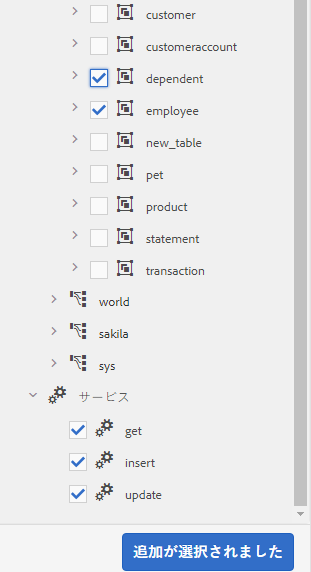 customer
customeraccount
dependent
employee
new_table
pet
product
statement
transaction
world
sakila
sys
サービス
get
insert
update
追加が選択されました